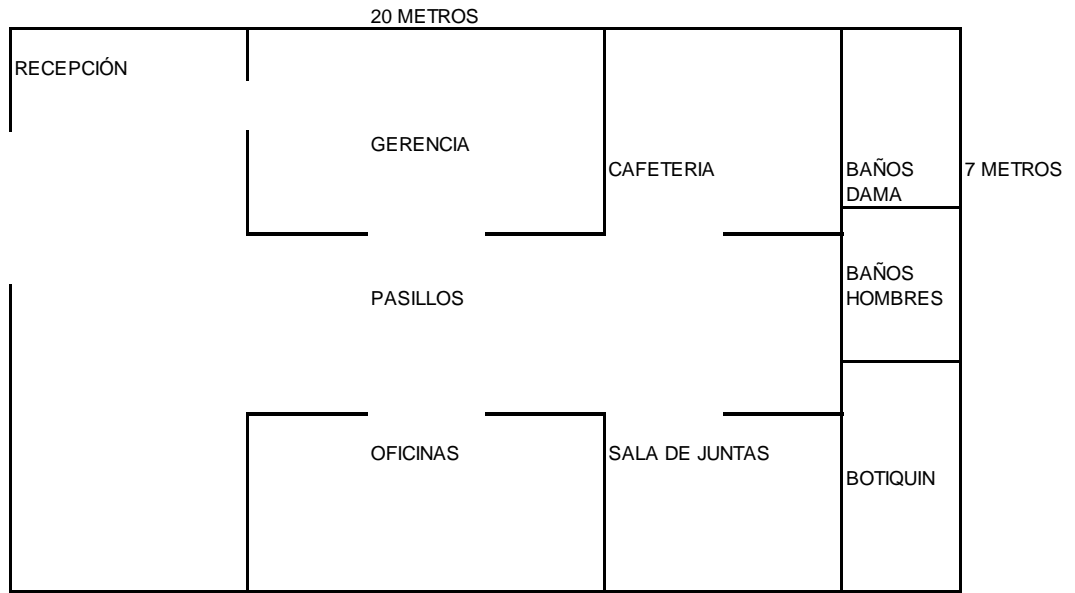 20 METROS
RECEPCIÓN
GERENCIA
CAFETERIA
BAÑOS
DAMA
7 METROS
BAÑOS
HOMBRES
PASILLOS
OFICINAS
SALA DE JUNTAS
BOTIQUIN